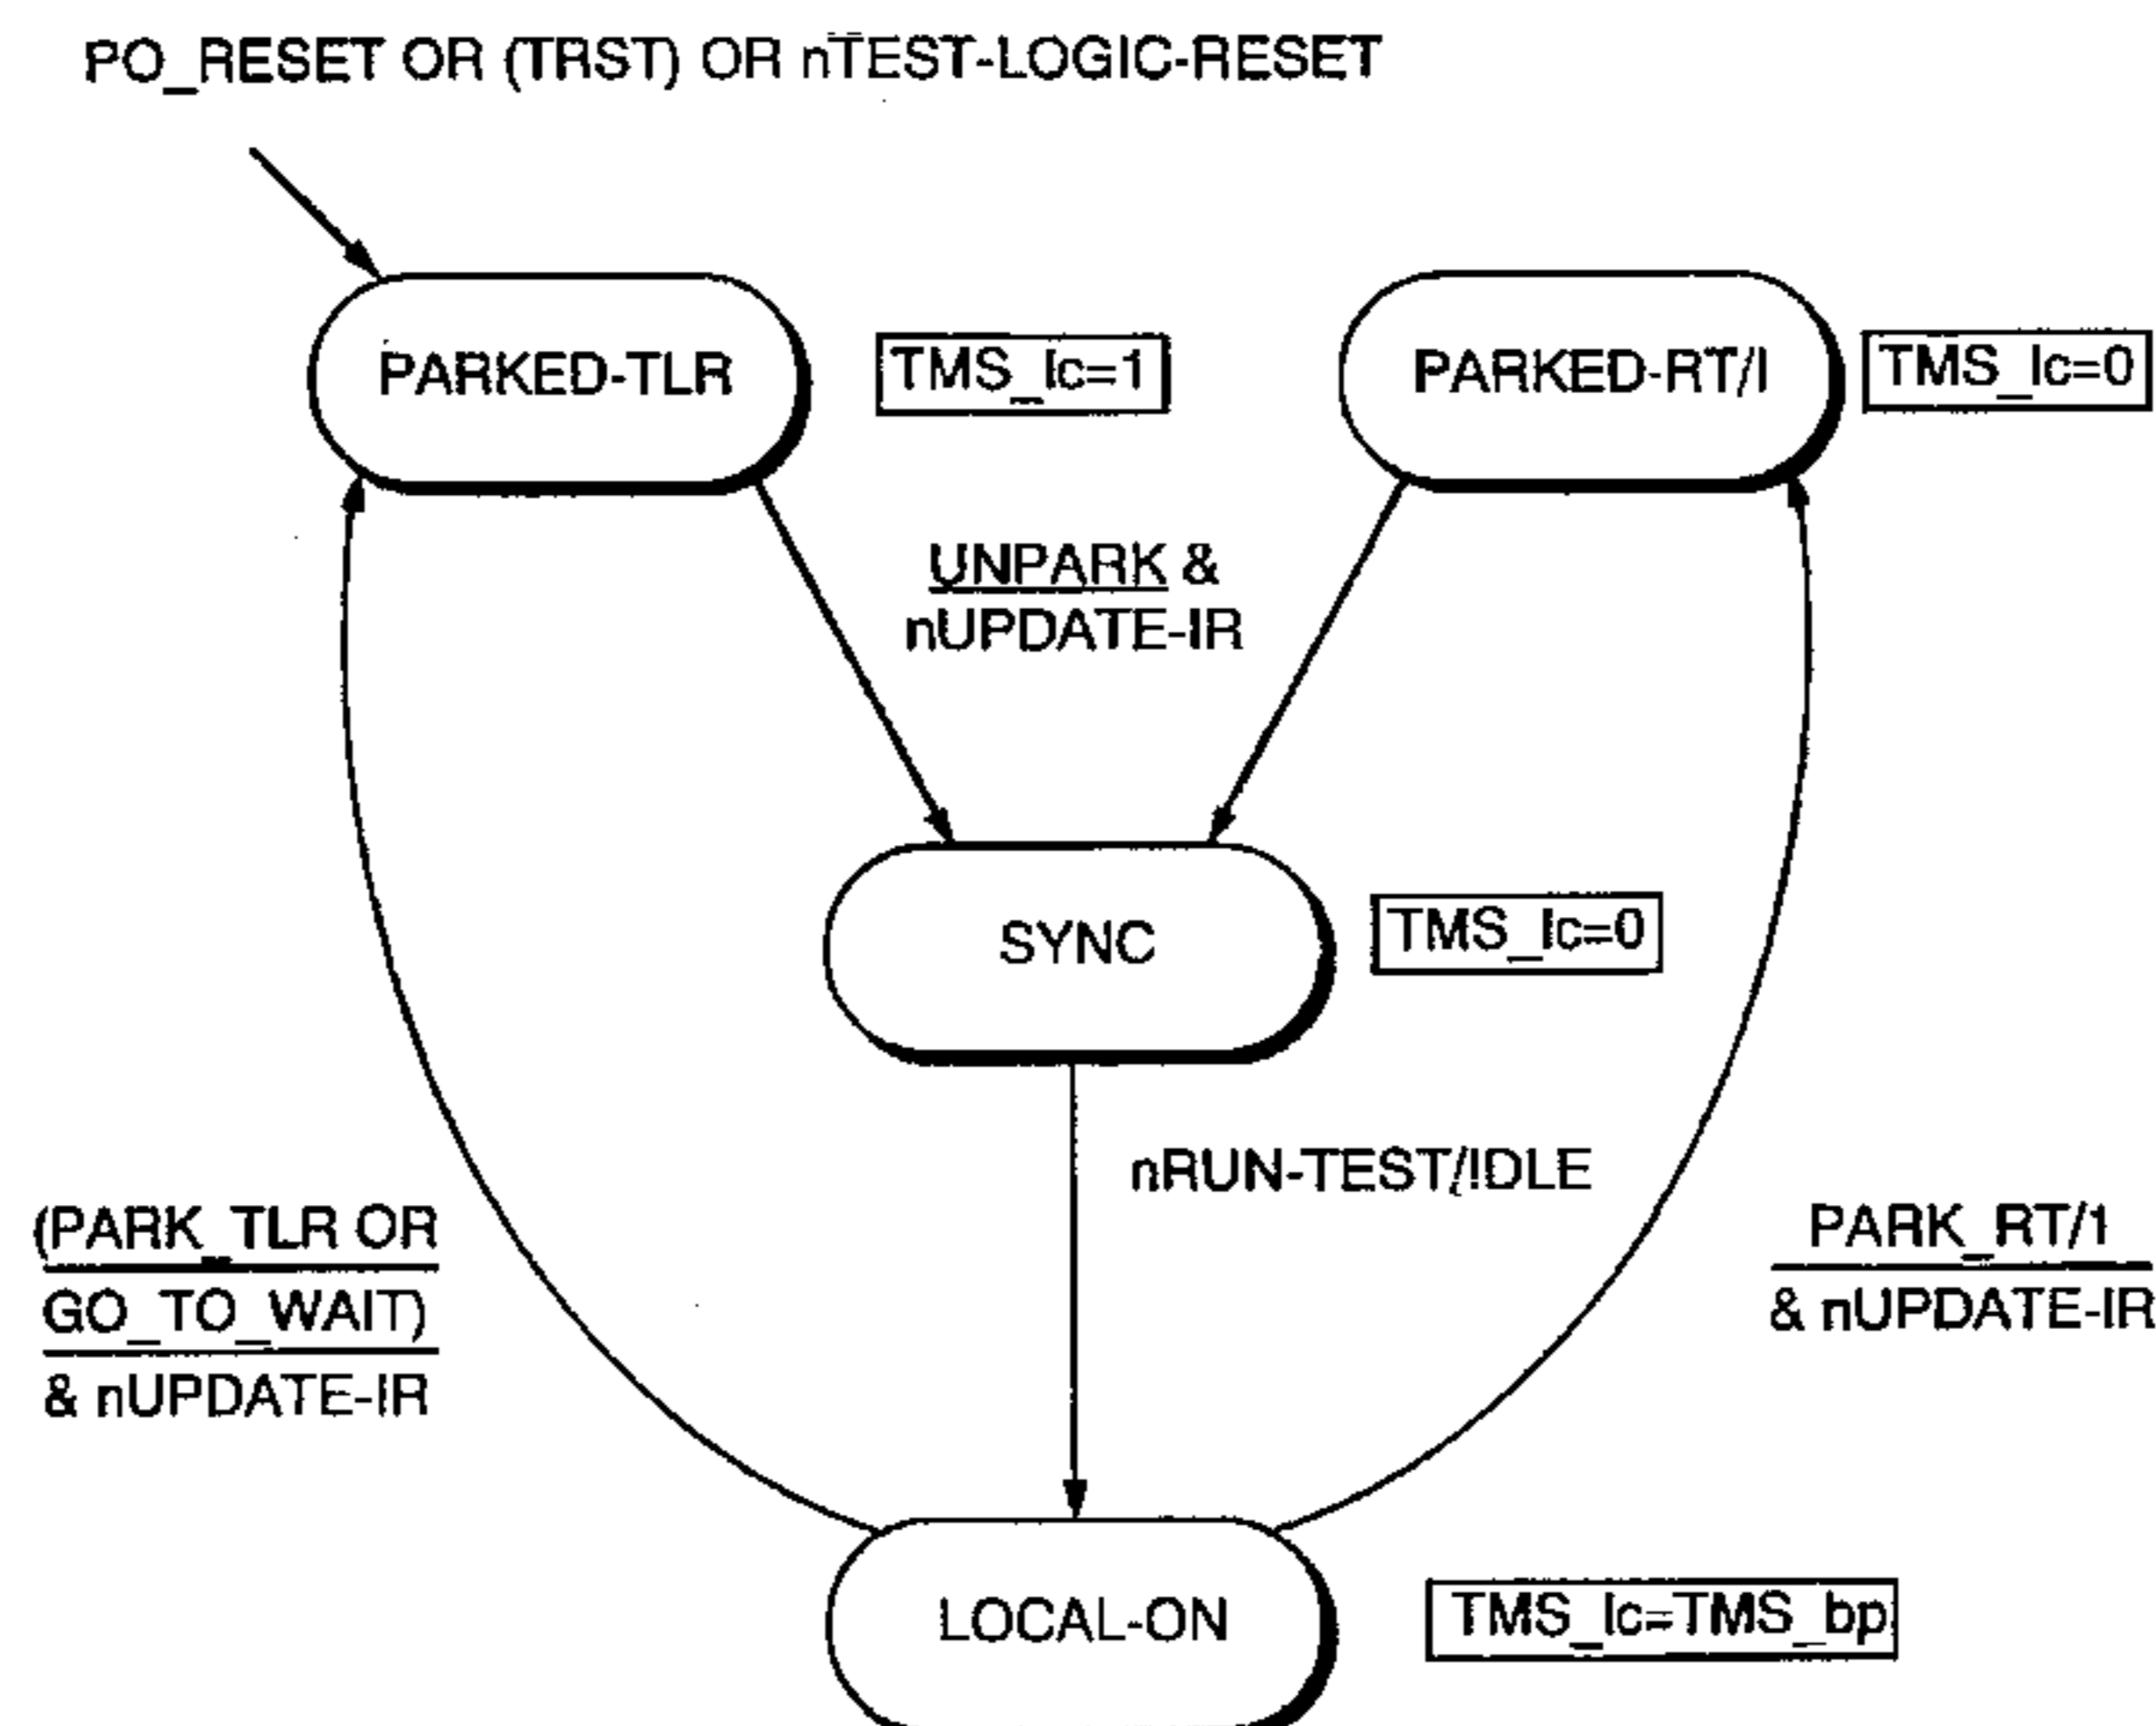 PO_RESET OR (TRST) OR nTEST-LOGIC-RESET
PARKED-TLR
TMS_lc=1
PARKED-RT/I
TMS_lc=0
UNPARK &
nUPDATE-IR
SYNC
TMS_lc=0
nRUN-TEST/IDLE
(PARK_TLR OR
GO_TO_WAIT)
& nUPDATE-IR
PARK_RT/1
& nUPDATE-IR
LOCAL-ON
TMS_lc=TMS_bp